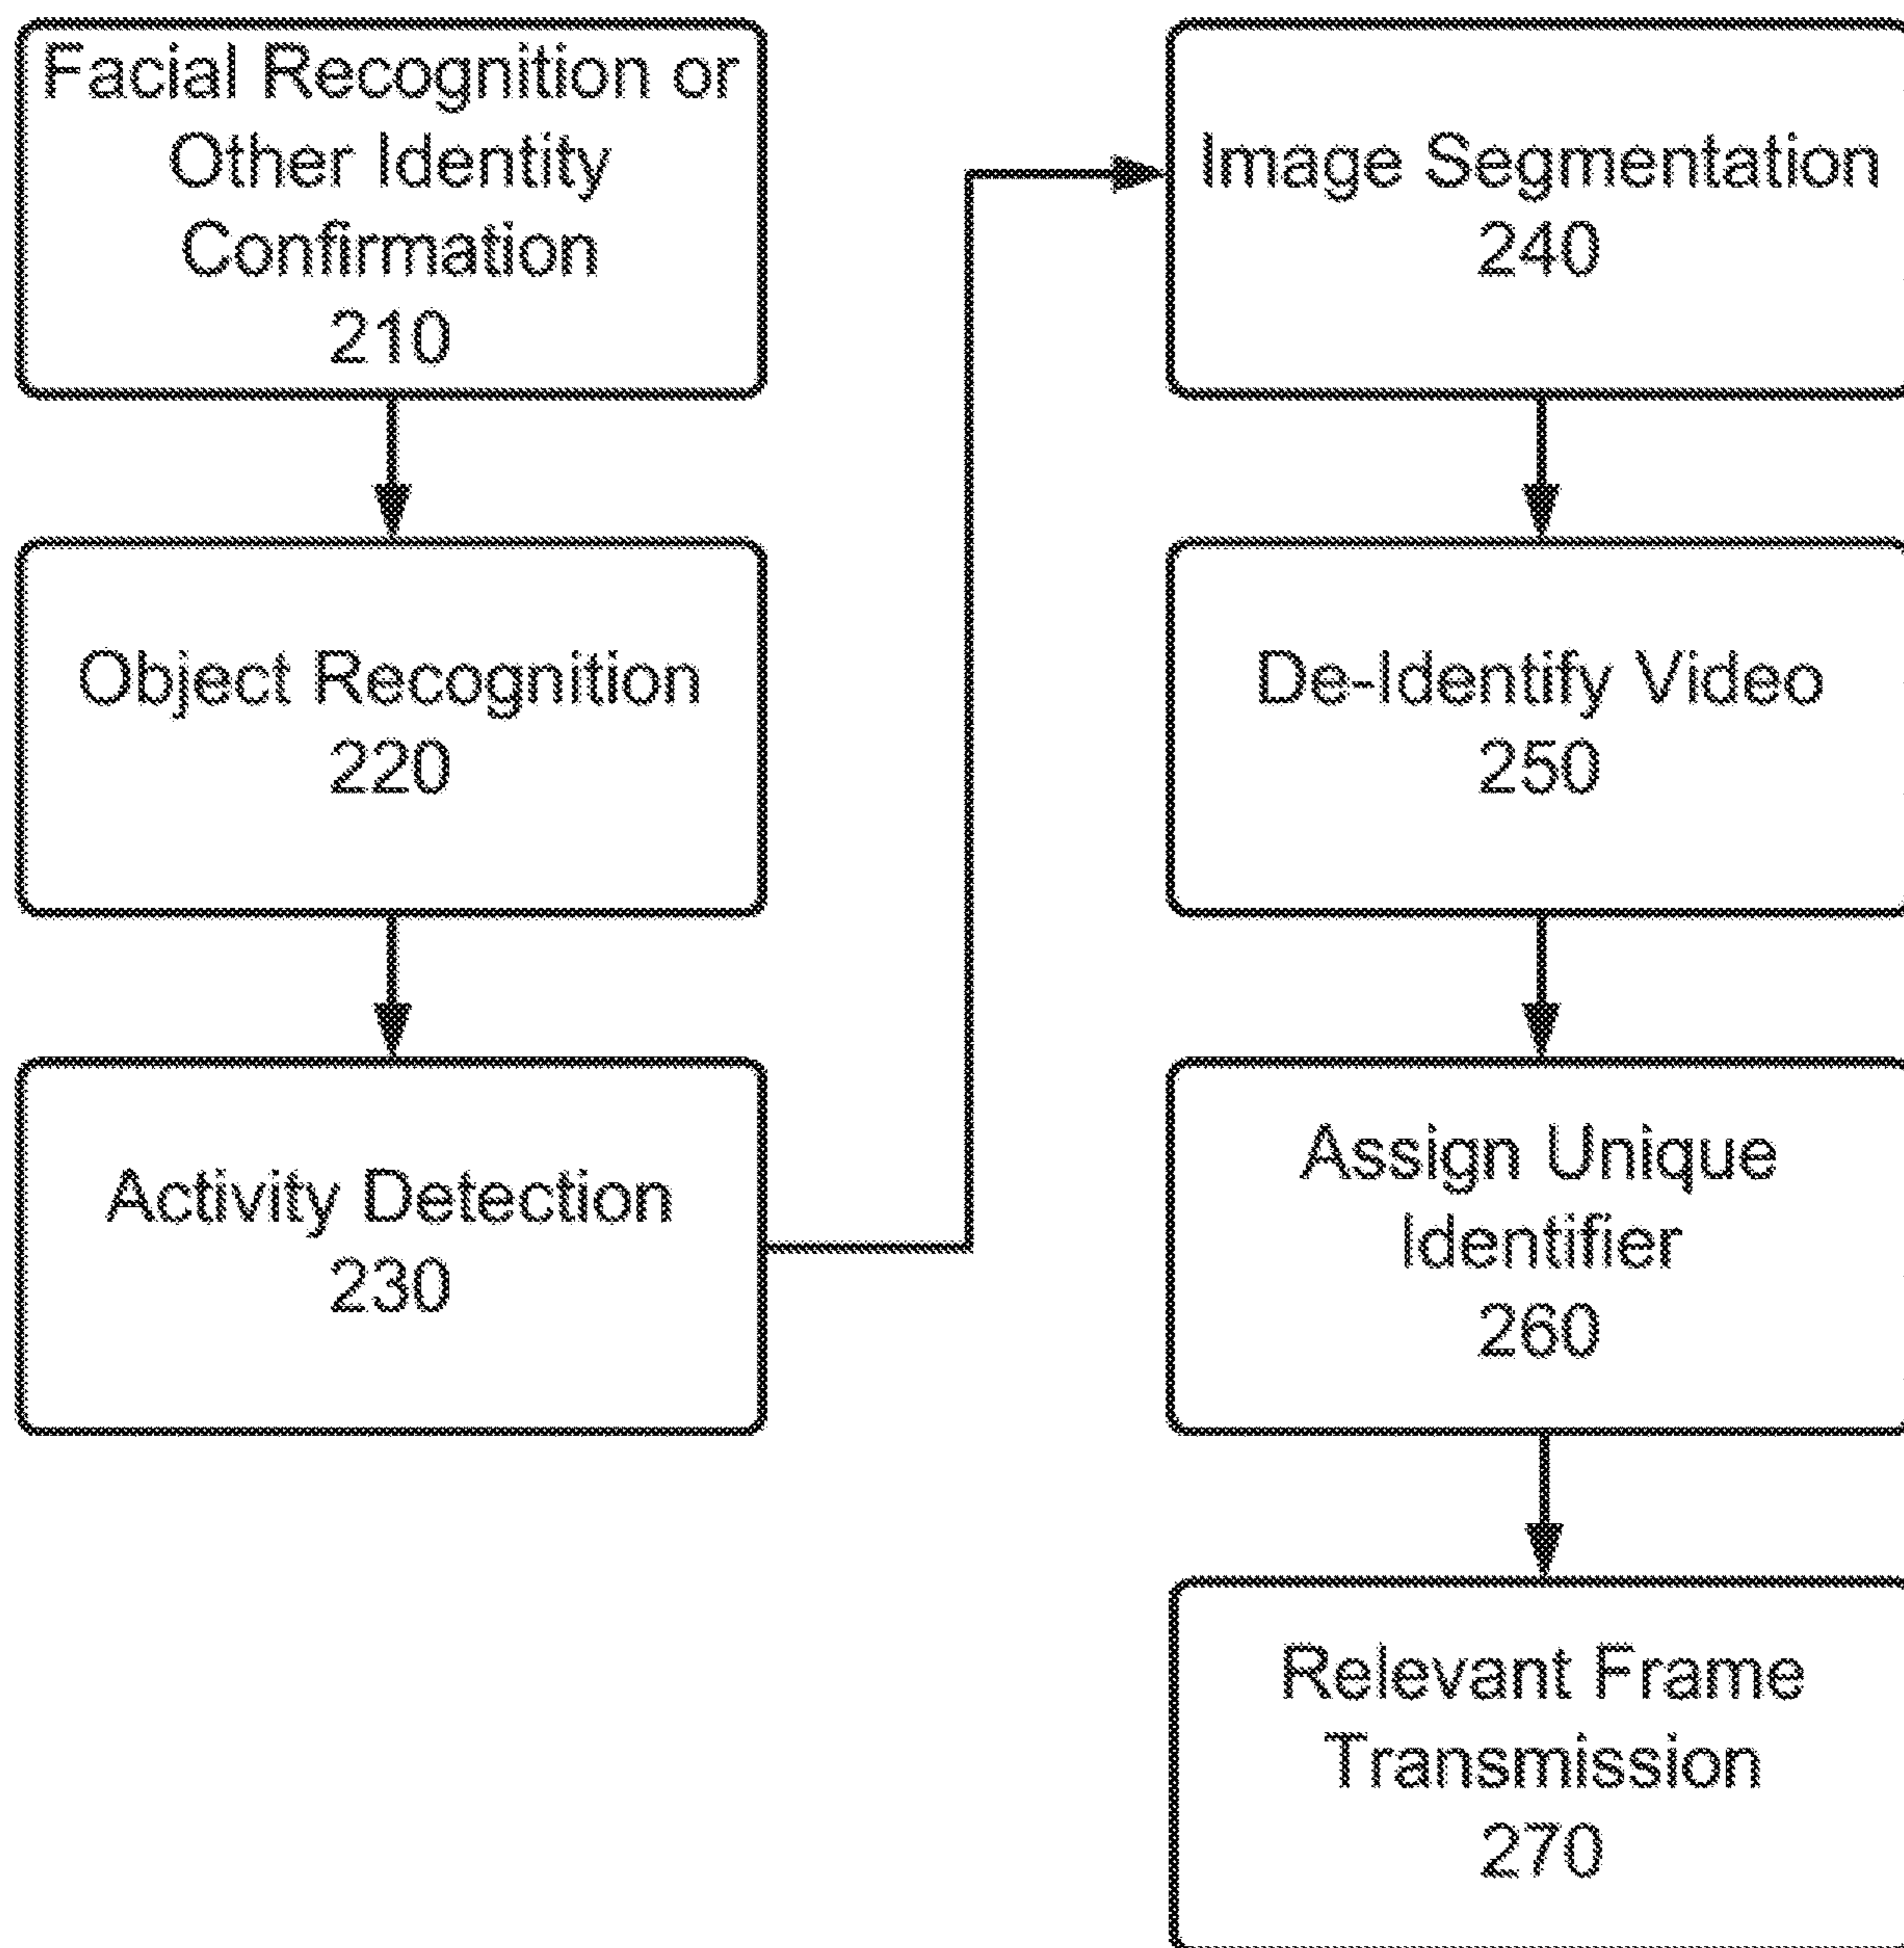 Facial Recognition or
Other Identity
Confirmation
210
Object Recognition
220
Activity Detection
230
Image Segmentation
240
De-Identify Video
250
Assign Unique
Identifier
260
Relevant Frame
Transmission
270